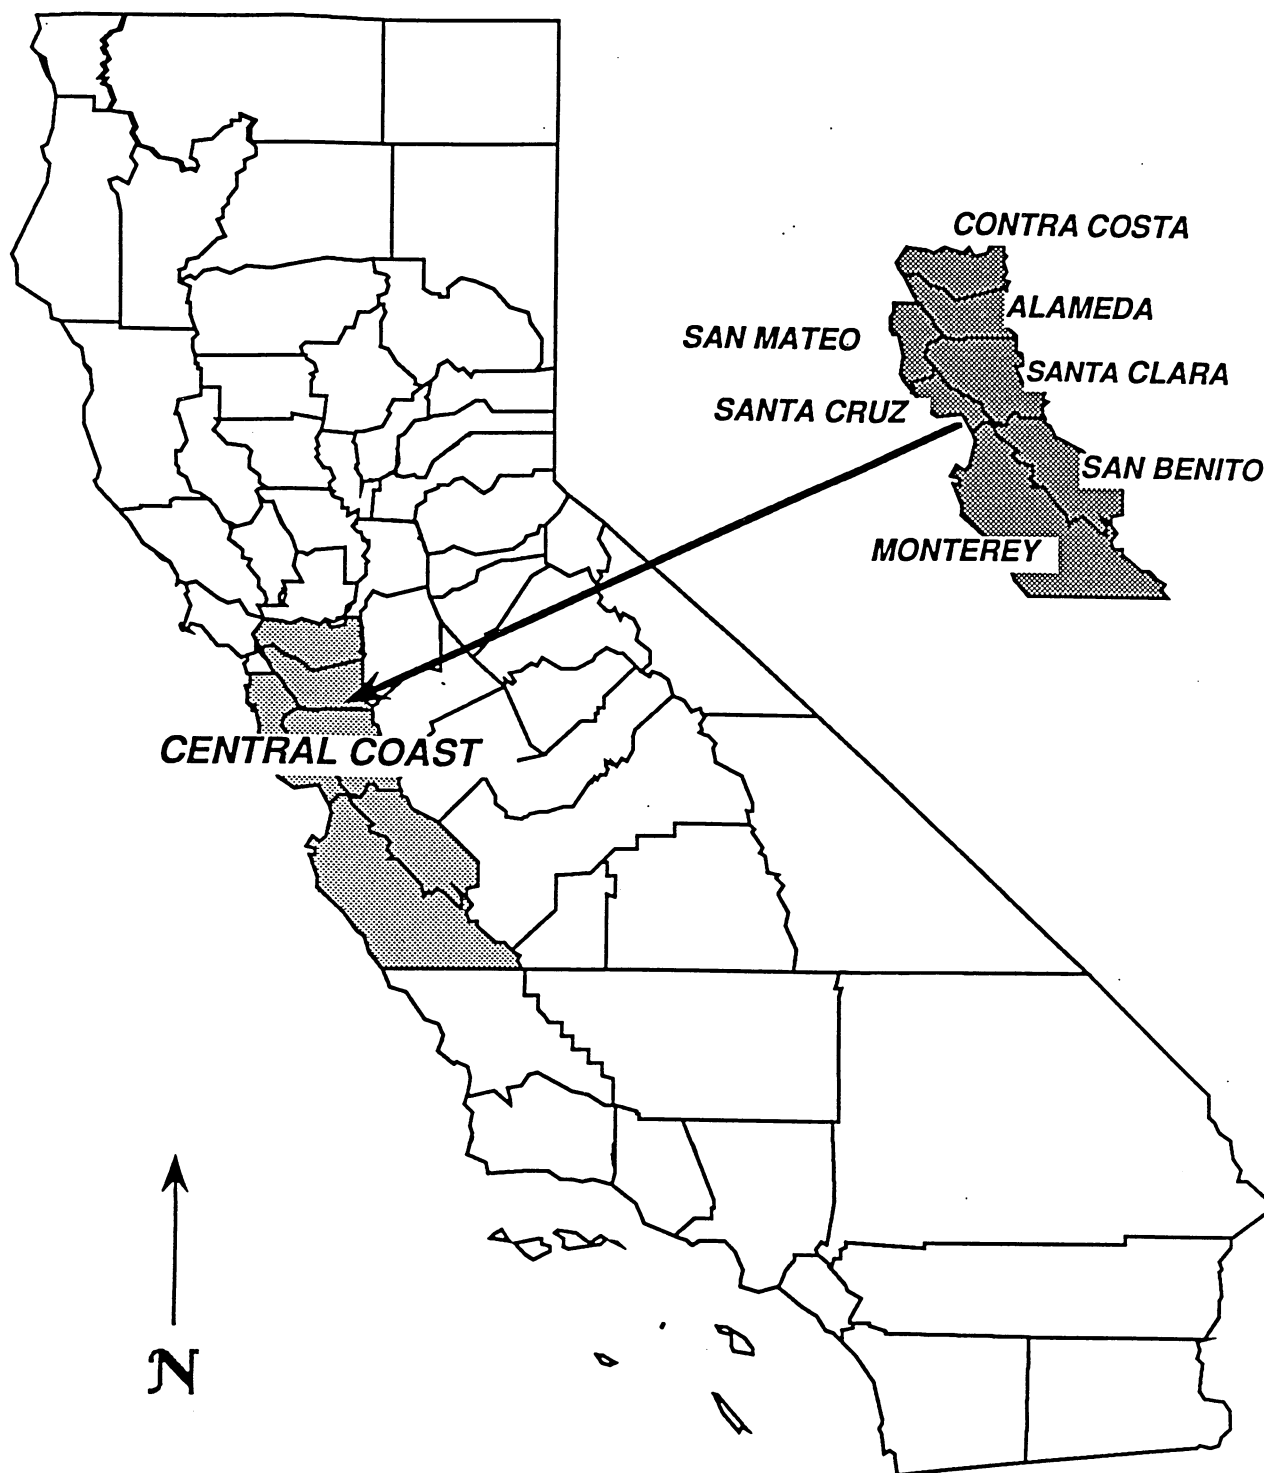 CONTRA COSTA
ALAMEDA
SAN MATEO
SANTA CLARA
SANTA CRUZ
SAN BENITO
MONTEREY
CENTRAL COAST
N